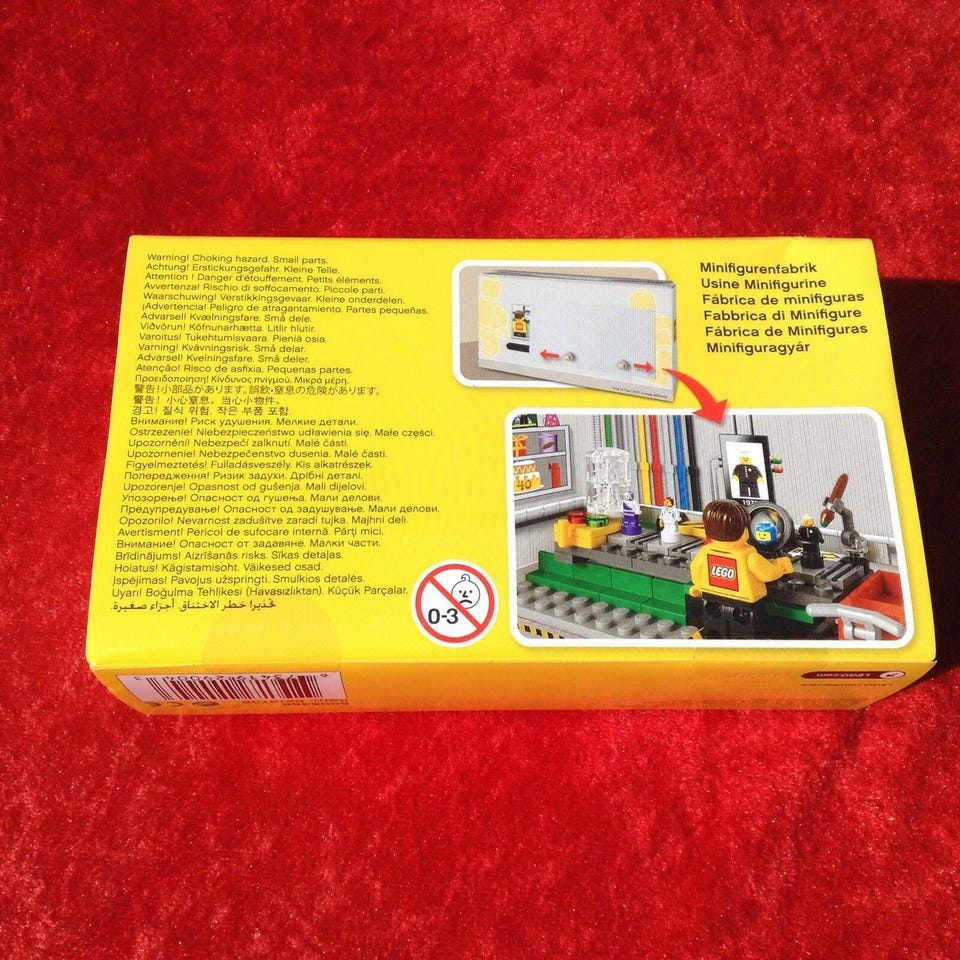 Warning! Choking hazard. Small parts.
Achtung! Erstickungsgefahr. Kleine Teile.
Attention ! Danger d'étouffement. Petits éléments.
Avvertenza! Rischio di soffocamento. Piccole parti.
Waarschuwing! Verstikkingsgevaar. Kleine onderdelen.
¡Advertencia! Peligro de atragantamiento. Partes pequeñas.
Advarsel! Kvælningsfare. Små dele.
Viðvörun! Köfnunarhætta. Litlir hlutir.
Varoitus! Tukehtumisvaara. Pieniä osia.
Varning! Kvävningsrisk. Små delar.
Advarsel! Kvelningsfare. Små deler.
Atenção! Risco de asfixia. Pequenas partes.
Προειδοποίηση! Κίνδυνος πνιγμού. Μικρά μέρη.
警告!小部品があります。誤飲・窒息の危険があります。
警告! 小心窒息。当心小物件。
경고! 질식 위험. 작은 부품 포함.
Внимание! Риск удушения. Мелкие детали.
Ostrzeżenie! Niebezpieczeństwo udławienia się. Małe części.
Upozornění! Nebezpečí zalknutí. Malé části.
Upozornenie! Nebezpečenstvo dusenia. Malé časti.
Figyelmeztetés! Fulladásveszély. Kis alkatrészek.
Попередження! Ризик задухи. Дрібні деталі.
Upozorenje! Opasnost od gušenja. Mali dijelovi.
Упозорење! Опасност од гушења. Мали делови.
Предупредување! Опасност од задушување. Мали делови.
Opozorilo! Nevarnost zadušitve zaradi tujka. Majhni deli.
Avertisment! Pericol de sufocare internă. Părţi mici.
Внимание! Опасност от задавяне. Малки части.
Brīdinājums! Aizrīšanās risks. Sīkas detaļas.
Hoiatus! Kägistamisoht. Väikesed osad.
Įspėjimas! Pavojus užspringti. Smulkios detalės.
Uyarı! Boğulma Tehlikesi (Havasızlıktan). Küçük Parçalar.
تحذير! خطر الاختناق. أجزاء صغيرة.
0-3
Minifigurenfabrik
Usine Minifigurine
Fábrica de minifiguras
Fabbrica di Minifigure
Fábrica de Minifiguras
Minifiguragyár
40
1978
LEGO
6 73419 29004 3
5005358
LEGO.com